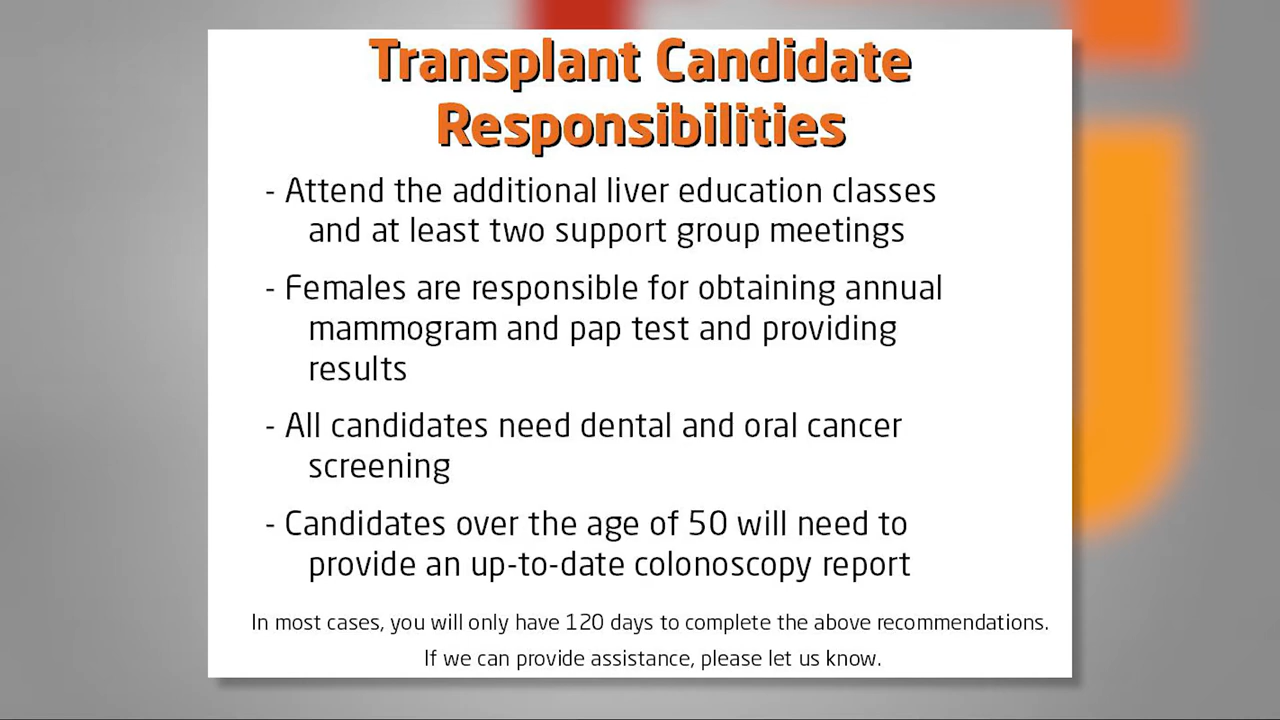 Transplant Candidate
Responsibilities
- Attend the additional liver education classes
and at least two support group meetings
- Females are responsible for obtaining annual
mammogram and pap test and providing
results
- All candidates need dental and oral cancer
screening
- Candidates over the age of 50 will need to
provide an up-to-date colonoscopy report
In most cases, you will only have 120 days to complete the above recommendations.
If we can provide assistance, please let us know.